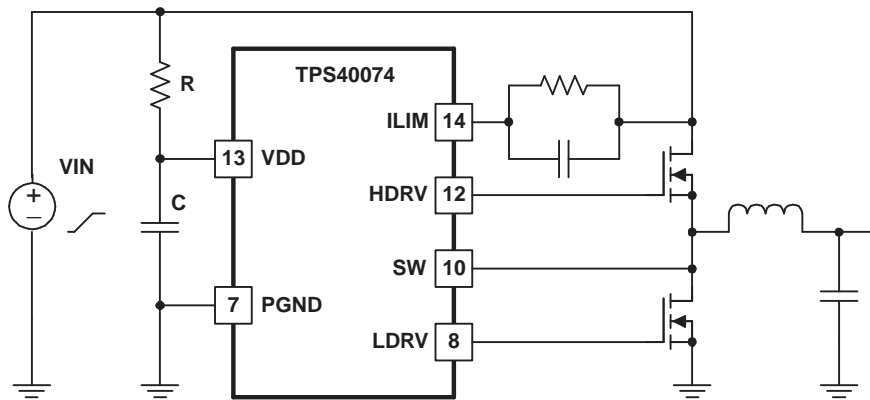 TPS40074
R
ILIM 14
13 VDD
VIN
+
–
C
HDRV 12
SW 10
7 PGND
LDRV 8